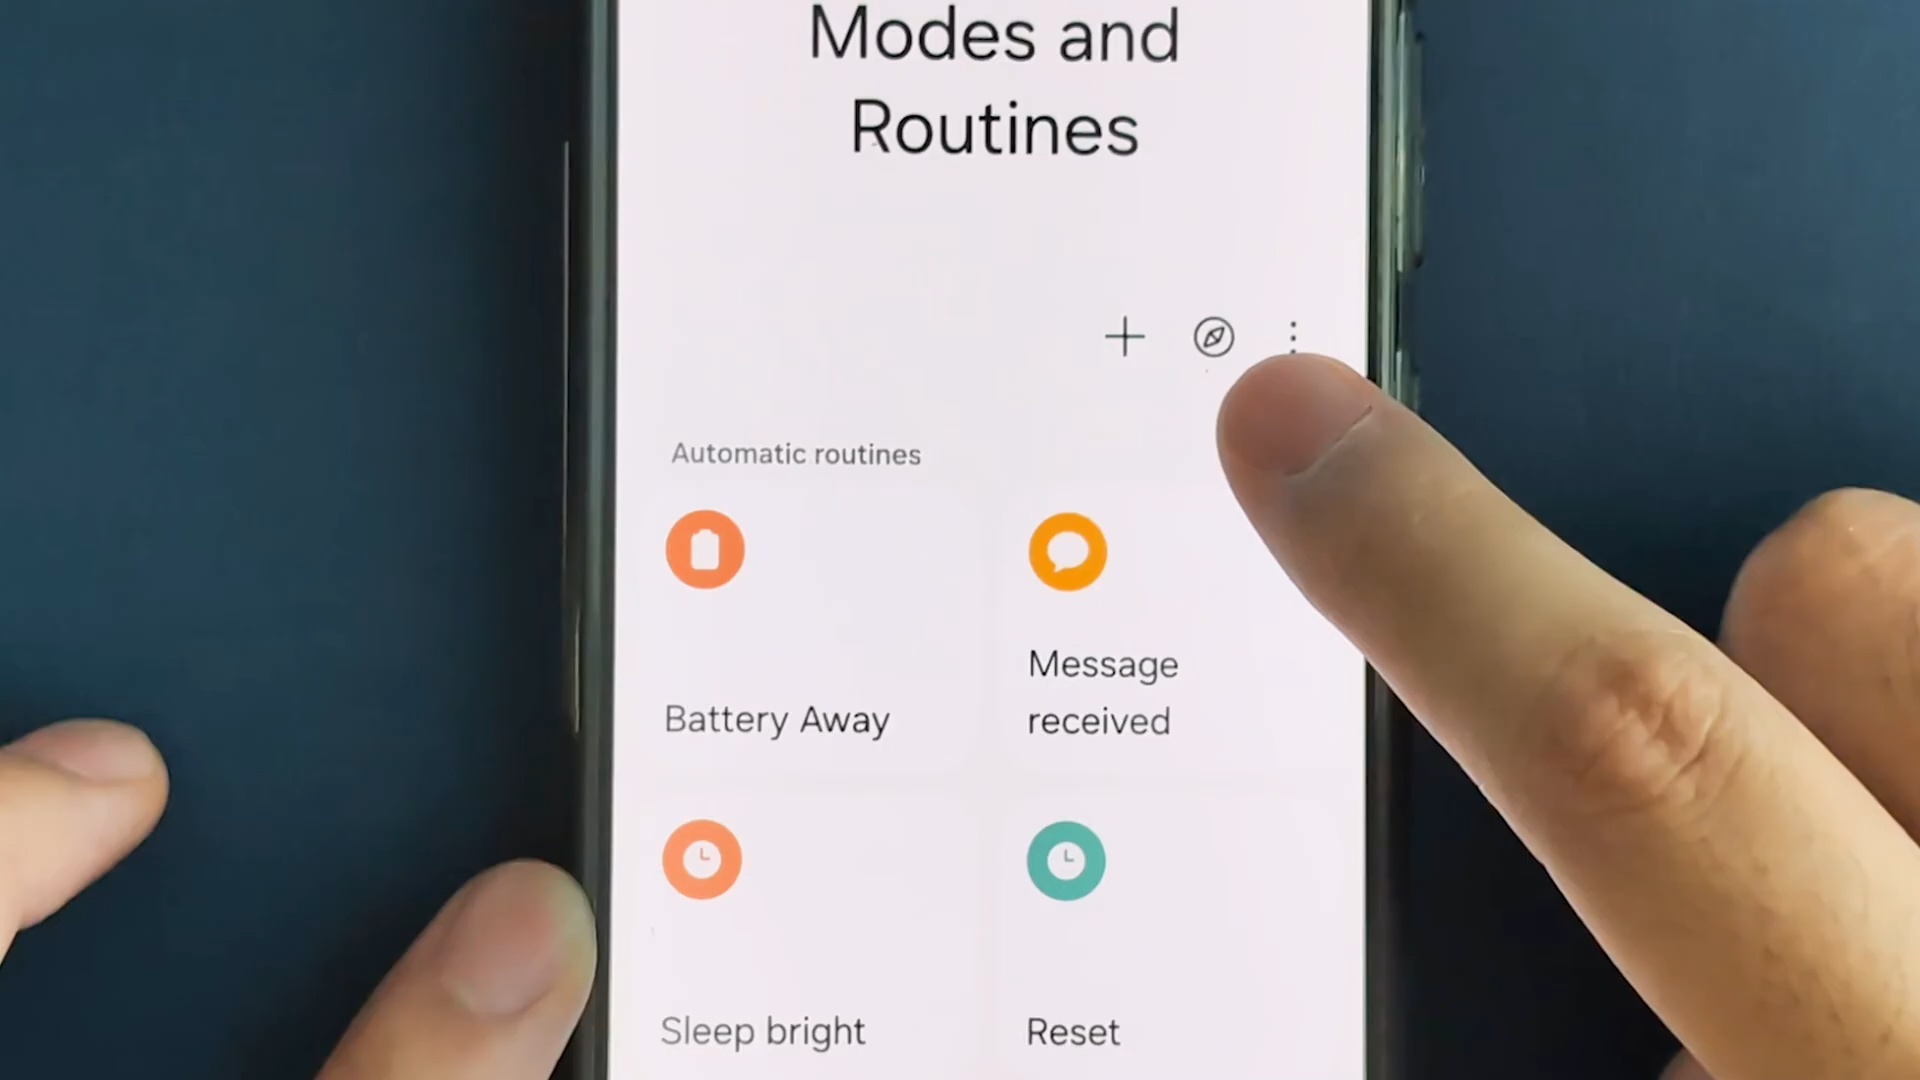 Modes and
Routines
Automatic routines
Battery Away
Message
received
Sleep bright
Reset